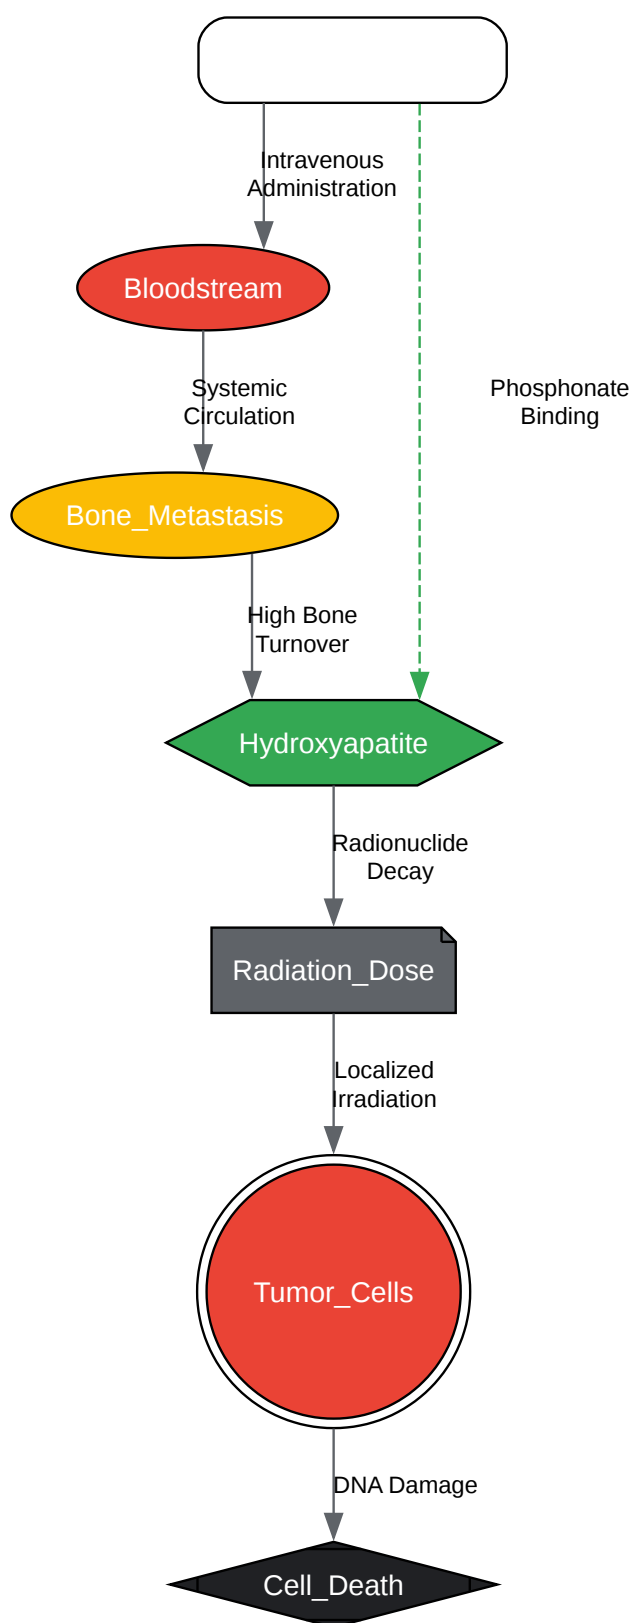 Intravenous
Administration
Bloodstream
Systemic
Circulation
Phosphonate
Binding
Bone_Metastasis
High Bone
Turnover
Hydroxyapatite
Radionuclide
Decay
Radiation_Dose
Localized
Irradiation
Tumor_Cells
DNA Damage
Cell_Death